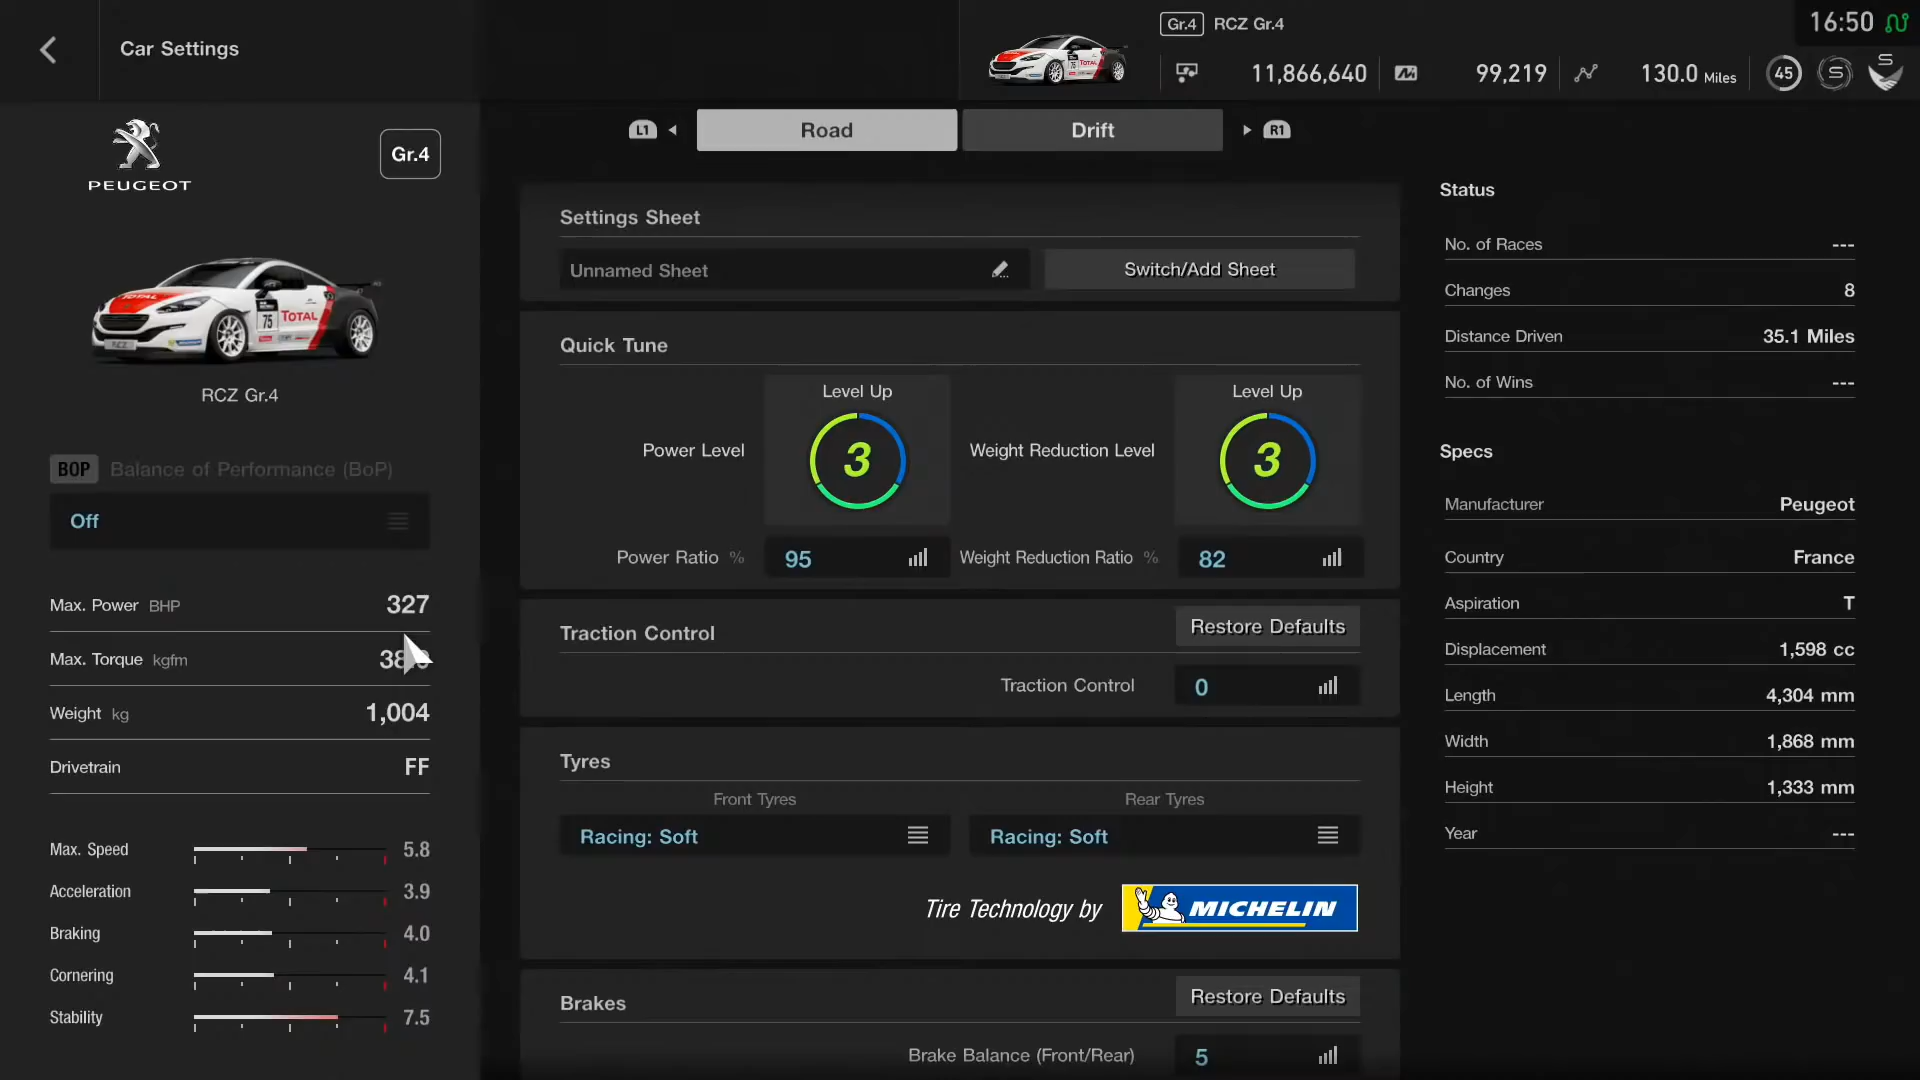 Car Settings
Gr.4 RCZ Gr.4
16:50
11,866,640
99,219
130.0 Miles
45
S
S
PEUGEOT
Gr.4
L1
Road
Drift
R1
TOTAL
75
TOTAL
RCZ Gr.4
BOP Balance of Performance (BoP)
Off
Max. Power BHP 327
Max. Torque kgfm
Weight kg 1,004
Drivetrain FF
Max. Speed 5.8
Acceleration 3.9
Braking 4.0
Cornering 4.1
Stability 7.5
Settings Sheet
Unnamed Sheet
Switch/Add Sheet
Quick Tune
Level Up
Level Up
Power Level 3
Weight Reduction Level 3
Power Ratio % 95
Weight Reduction Ratio % 82
Traction Control
Restore Defaults
Traction Control 0
Tyres
Front Tyres
Rear Tyres
Racing: Soft
Racing: Soft
Tire Technology by MICHELIN
Brakes
Restore Defaults
Brake Balance (Front/Rear) 5
Status
No. of Races ---
Changes 8
Distance Driven 35.1 Miles
No. of Wins ---
Specs
Manufacturer Peugeot
Country France
Aspiration T
Displacement 1,598 cc
Length 4,304 mm
Width 1,868 mm
Height 1,333 mm
Year ---